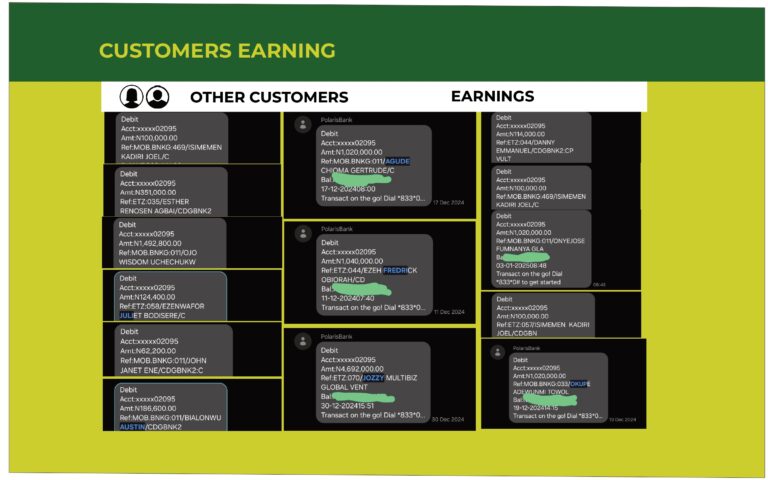 CUSTOMERS EARNING
OTHER CUSTOMERS
EARNINGS
Debit
Acct:xxxxx02095
Amt:N100,000.00
Ref:MOB.BNKG:469/ISIMEMEN
KADIRI JOEL/C
Debit
Acct:xxxxx02095
Amt:N351,000.00
Ref:ETZ:035/ESTHER
RENOSEN AGBAI/CDGBNK2
Debit
Acct:xxxxx02095
Amt:N1,492,800.00
Ref:MOB.BNKG:011/OJO
WISDOM UCHECHUKW
Debit
Acct:xxxxx02095
Amt:N124,400.00
Ref:ETZ:058/EZENWAFOR
JULIET BODISERE/C
Debit
Acct:xxxxx02095
Amt:N62,200.00
Ref:MOB.BNKG:011/JOHN
JANET ENE/CDGBNK2:C
Debit
Acct:xxxxx02095
Amt:N186,600.00
Ref:MOB.BNKG:011/BIALONWU
AUSTIN/CDGBNK2
PolarisBank
Debit
Acct:xxxxx02095
Amt:N1,020,000.00
Ref:MOB.BNKG:011/AGUDE
CHIOMA GERTRUDE/C
Bal:
17-12-202408:00
Transact on the go! Dial *833*0...
17 Dec 2024
PolarisBank
Debit
Acct:xxxxx02095
Amt:N1,040,000.00
Ref:ETZ:044/EZEH FREDRICK
OBIORAH/CD
Bal:
11-12-202407:40
Transact on the go! Dial *833*0...
11 Dec 2024
PolarisBank
Debit
Acct:xxxxx02095
Amt:N4,692,000.00
Ref:ETZ:070/JOZZY MULTIBIZ
GLOBAL VENT
Bal:
30-12-202415:51
Transact on the go! Dial *833*0...
30 Dec 2024
Debit
Acct:xxxxx02095
Amt:N114,000.00
Ref:ETZ:044/DANNY
EMMANUEL/CDGBNK2:CP
VULT
Debit
Acct:xxxxx02095
Amt:N100,000.00
Ref:MOB.BNKG:469/ISIMEMEN
KADIRI JOEL/C
Debit
Acct:xxxxx02095
Amt:N1,020,000.00
Ref:MOB.BNKG:011/ONYEJOSE
FUMNANYA GLA
Bal:
03-01-202508:48
Transact on the go! Dial
*833*0# to get started
08:48
Debit
Acct:xxxxx02095
Amt:N100,000.00
Ref:ETZ:057/ISIMEMEN KADIRI
JOEL/CDGBN
PolarisBank
Debit
Acct:xxxxx02095
Amt:N1,020,000.00
Ref:MOB.BNKG:033/OKUPE
ADEWUNMI TOWOL
Bal:
19-12-202414:15
Transact on the go! Dial *833*0...
19 Dec 2024